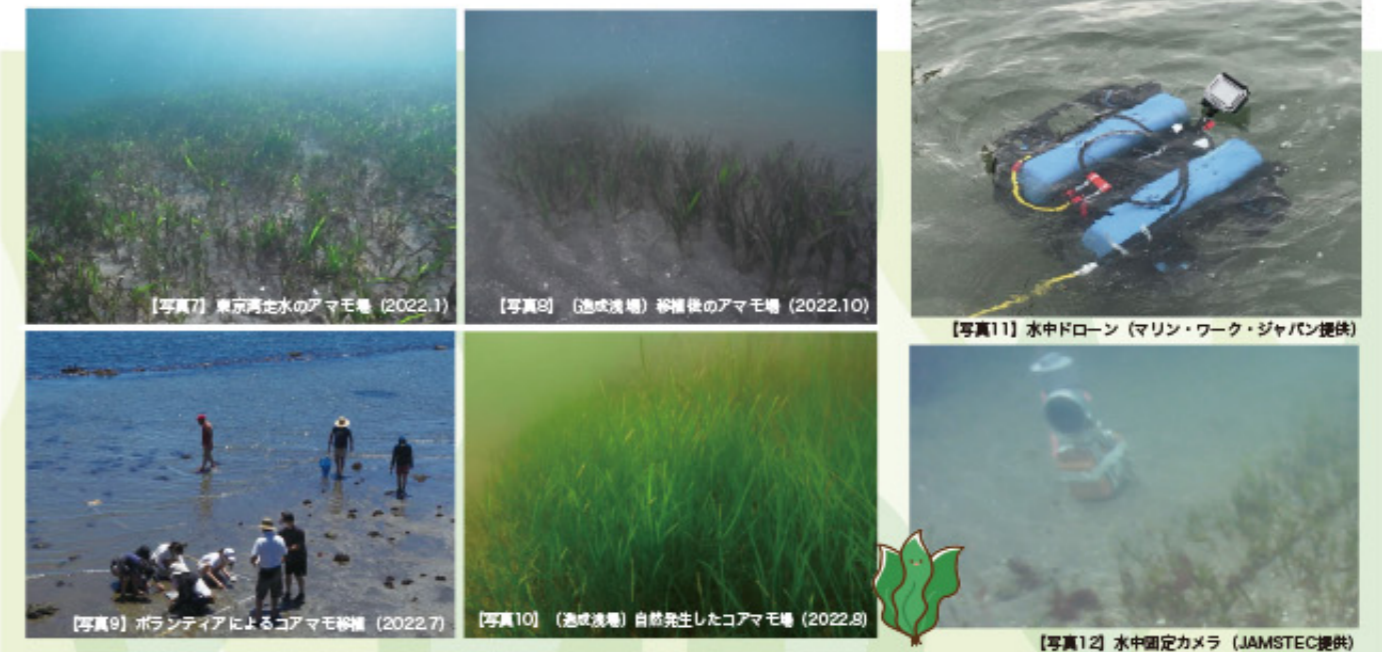 【写真7】東京湾走水のアマモ場（2022.1）
【写真8】（造成浅場）移植後のアマモ場（2022.10）
【写真11】水中ドローン（マリン・ワーク・ジャパン提供）
【写真9】ボランティアによるコアマモ移植（2022.7）
【写真10】（造成浅場）自然発生したコアマモ場（2022.8）
【写真12】水中固定カメラ（JAMSTEC提供）